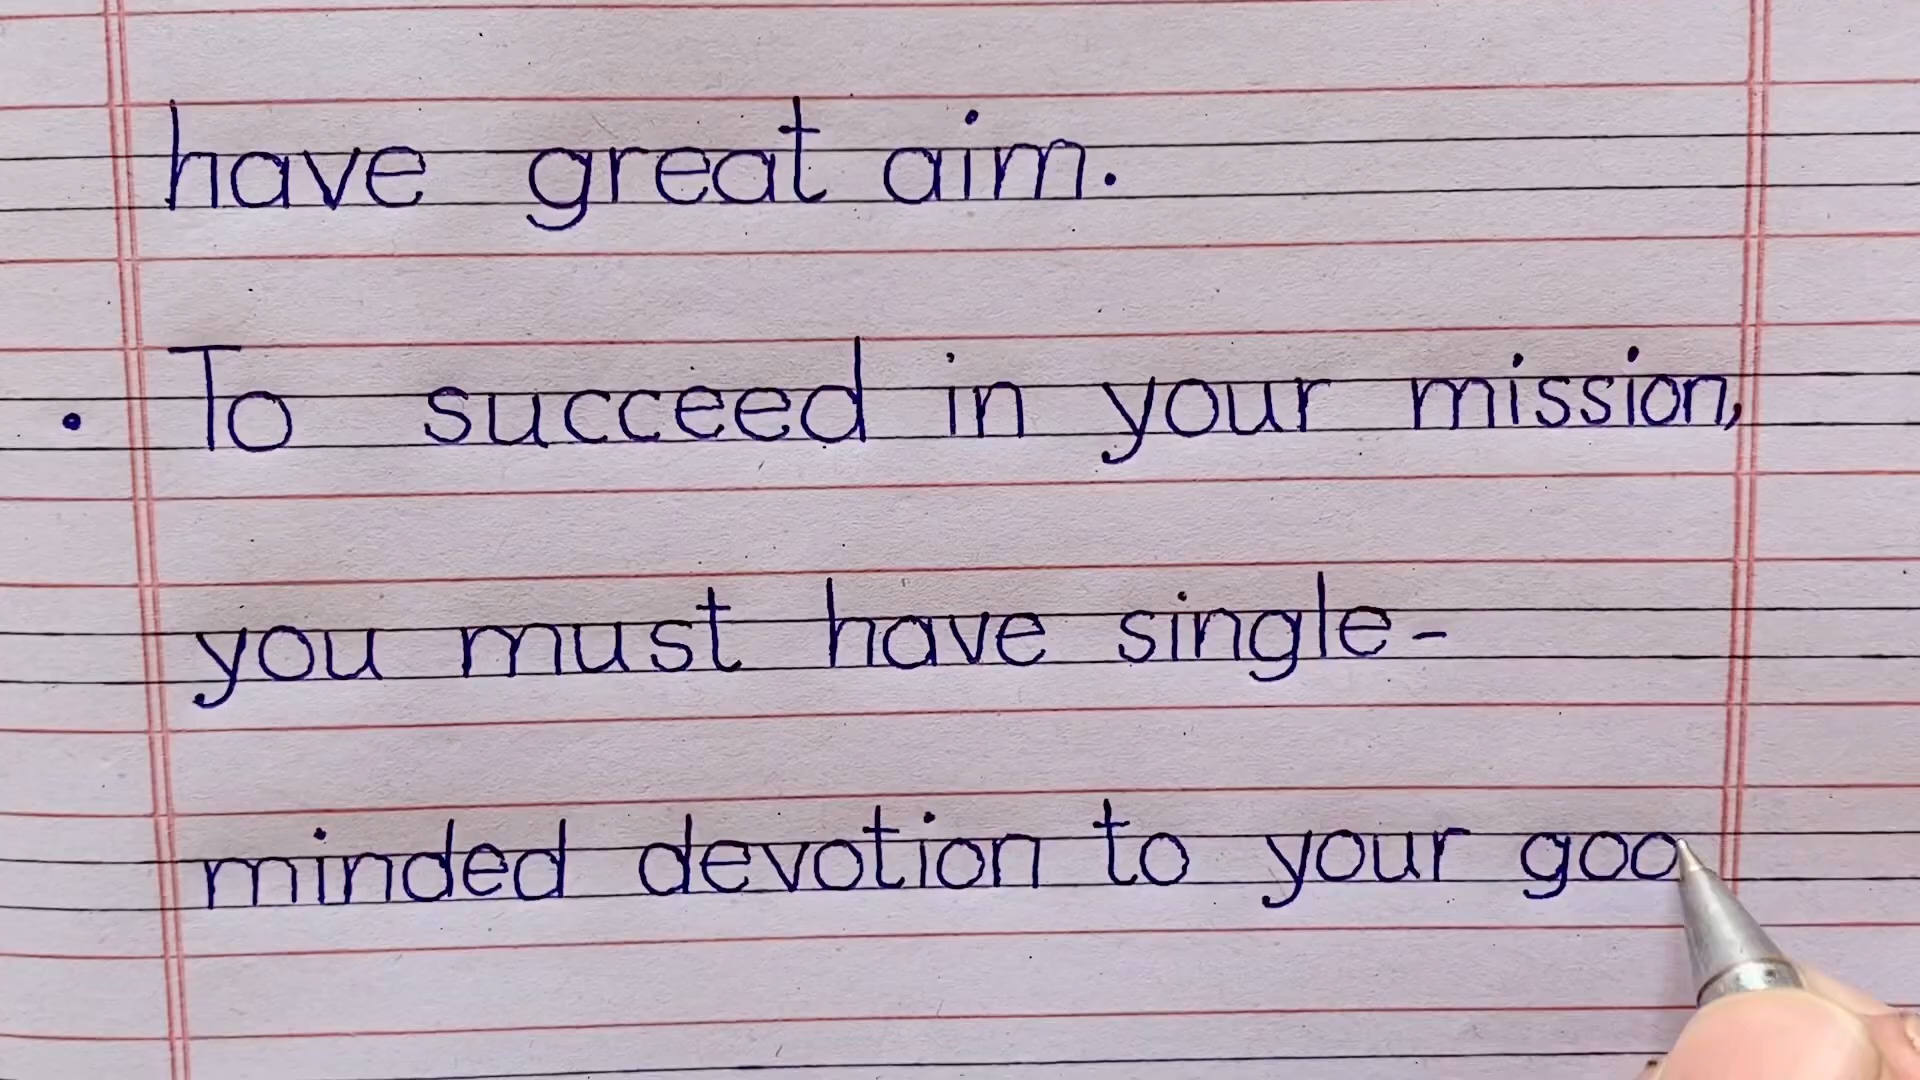 have great aim.
• To succeed in your mission,
you must have single-
minded devotion to your goo